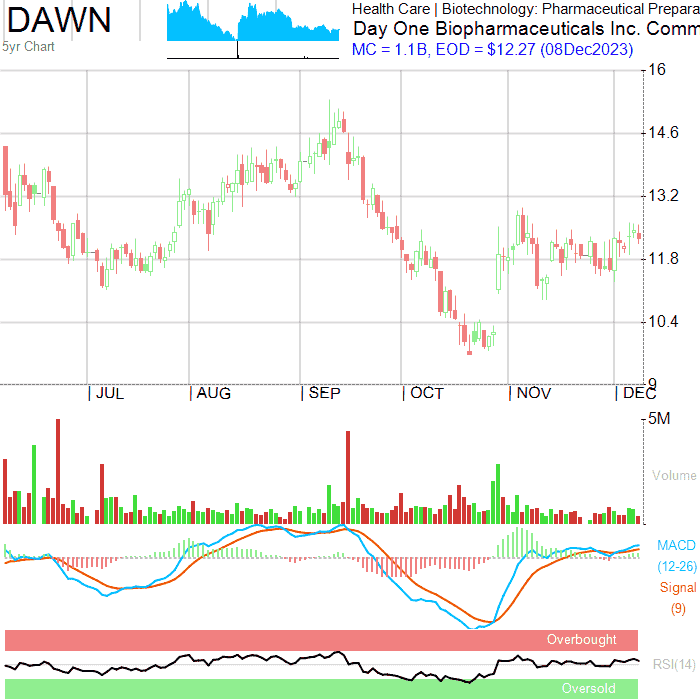 DAWN
5yr Chart
Health Care | Biotechnology: Pharmaceutical Prepara
Day One Biopharmaceuticals Inc. Comm
MC = 1.1B, EOD = $12.27 (08Dec2023)
16
14.6
13.2
11.8
10.4
9
| JUL | AUG | SEP | OCT | NOV | DEC
5M
Volume
MACD
(12-26)
Signal
(9)
Overbought
RSI(14)
Oversold